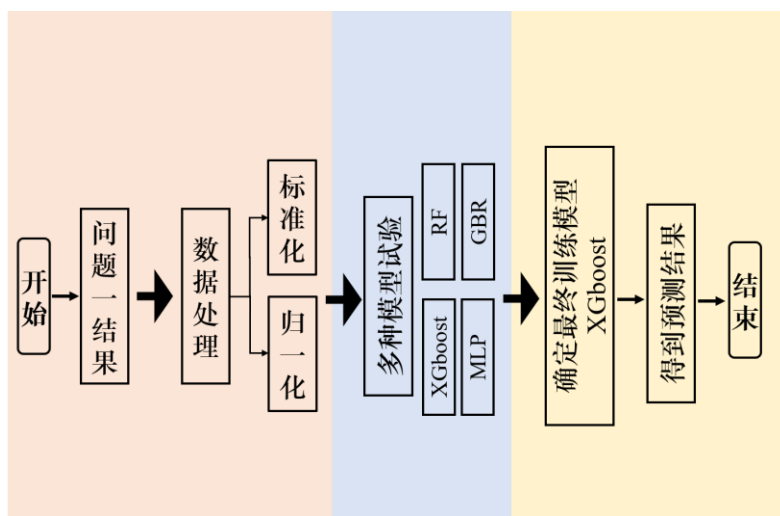 开始
问题一结果
数据处理
标准化
归一化
多种模型试验
XGboost
RF
MLP
GBR
确定最终训练模型
XGboost
得到预测结果
结束